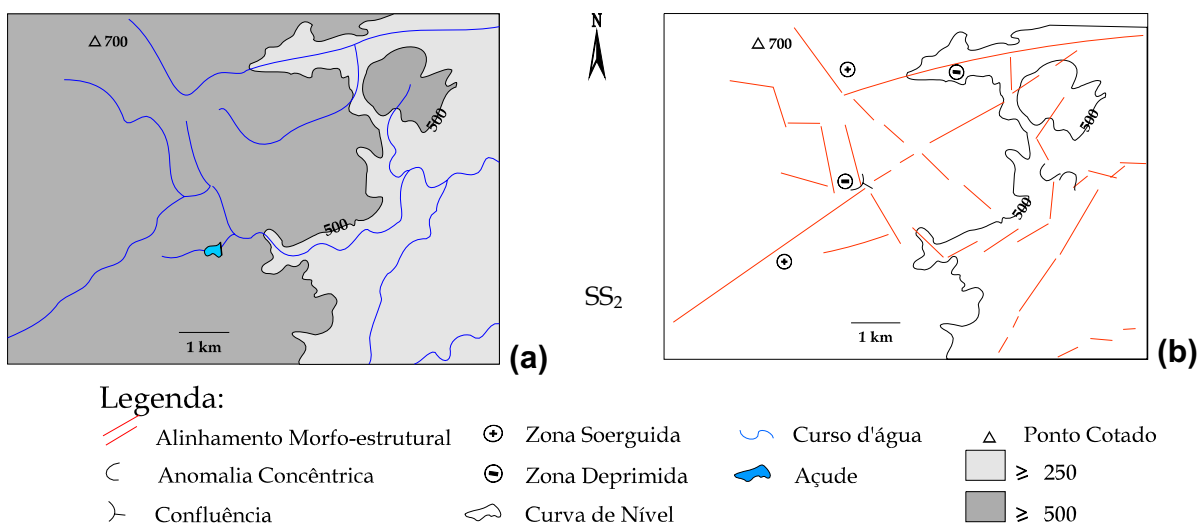 △ 700
500
500
1 km
(a)
N
SS₂
△ 700
500
500
1 km
(b)
Legenda:
Alinhamento Morfo-estrutural
Zona Soerguida
Curso d'água
Ponto Cotado
Anomalia Concêntrica
Zona Deprimida
Açude
≥ 250
Confluência
Curva de Nível
≥ 500